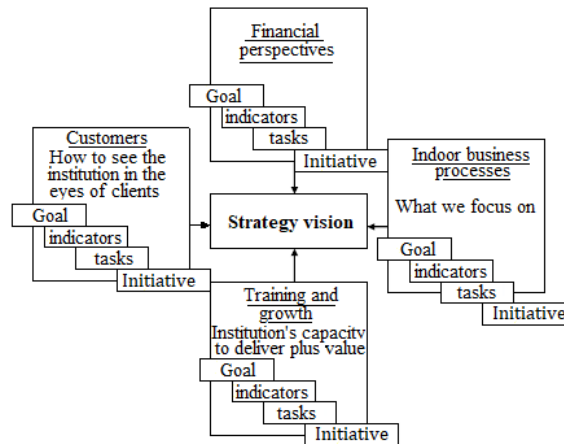 Financial
perspectives
Goal
indicators
tasks
Initiative
Customers
How to see the
institution in the
eyes of clients
Goal
indicators
tasks
Initiative
Strategy vision
Indoor business
processes
What we focus on
Goal
indicators
tasks
Initiative
Training and
growth
Institution's capacity
to deliver plus value
Goal
indicators
tasks
Initiative